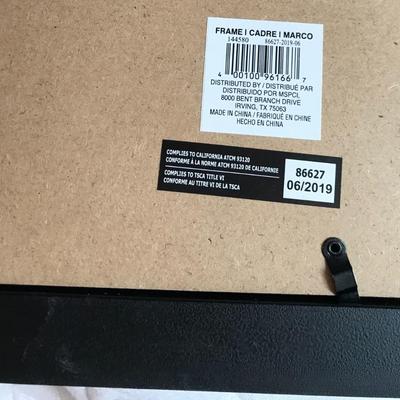 FRAME | CADRE | MARCO
144580 86627-2019-06
4 00100 96166 7
DISTRIBUTED BY / DISTRIBUÉ PAR
DISTRIBUIDO POR MSPCI,
8000 BENT BRANCH DRIVE
IRVING, TX 75063
MADE IN CHINA / FABRIQUÉ EN CHINE
HECHO EN CHINA
COMPLIES TO CALIFORNIA ATCM 93120
CONFORME À LA NORME ATCM 93120 DE CALIFORNIE
COMPLIES TO TSCA TITLE VI
CONFORME AU TITRE VI DE LA TSCA
86627
06/2019